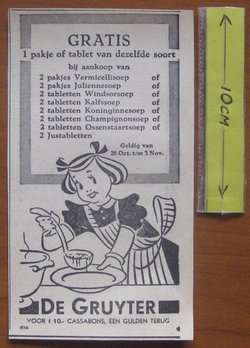 GRATIS
1 pakje of tablet van dezelfde soort
bij aankoop van
2 pakjes Vermicellisoep of
2 pakjes Juliennesoep of
2 tabletten Windsorsoep of
2 tabletten Kalfssoep of
2 tabletten Koninginnesoep of
2 tabletten Champignonsoep of
3 tabletten Ossenstaartsoep of
2 Justabletten
Geldig van
28 Oct. t/m 3 Nov.
DE GRUYTER
VOOR f 10.- CASSABONS, ÉÉN GULDEN TERUG
10CM